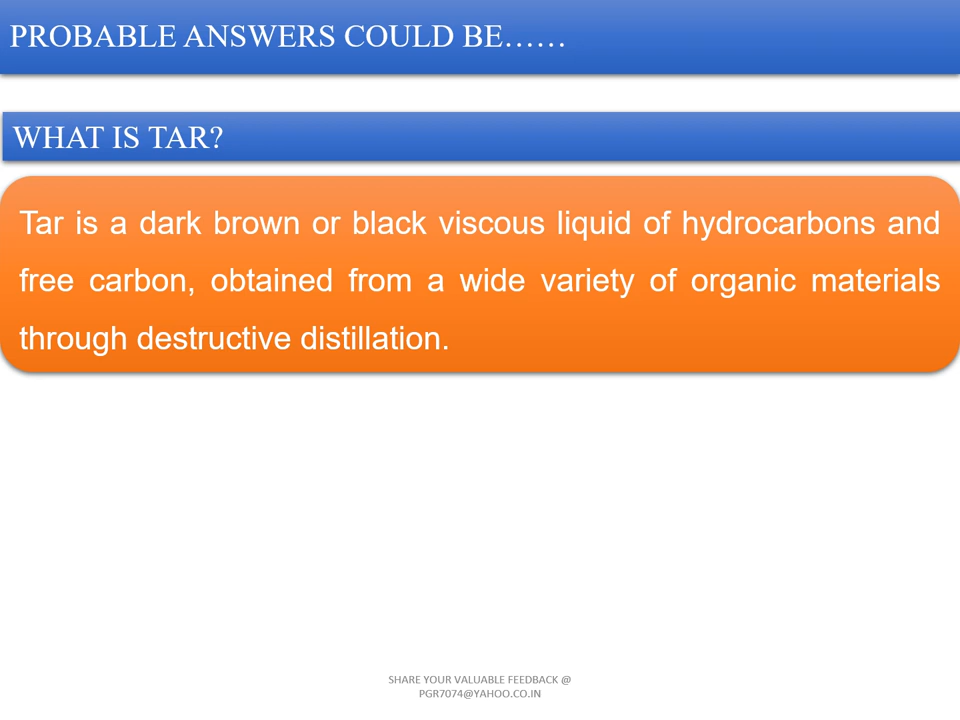 PROBABLE ANSWERS COULD BE……
WHAT IS TAR?
Tar is a dark brown or black viscous liquid of hydrocarbons and
free carbon, obtained from a wide variety of organic materials
through destructive distillation.
SHARE YOUR VALUABLE FEEDBACK @
PGR7074@YAHOO.CO.IN